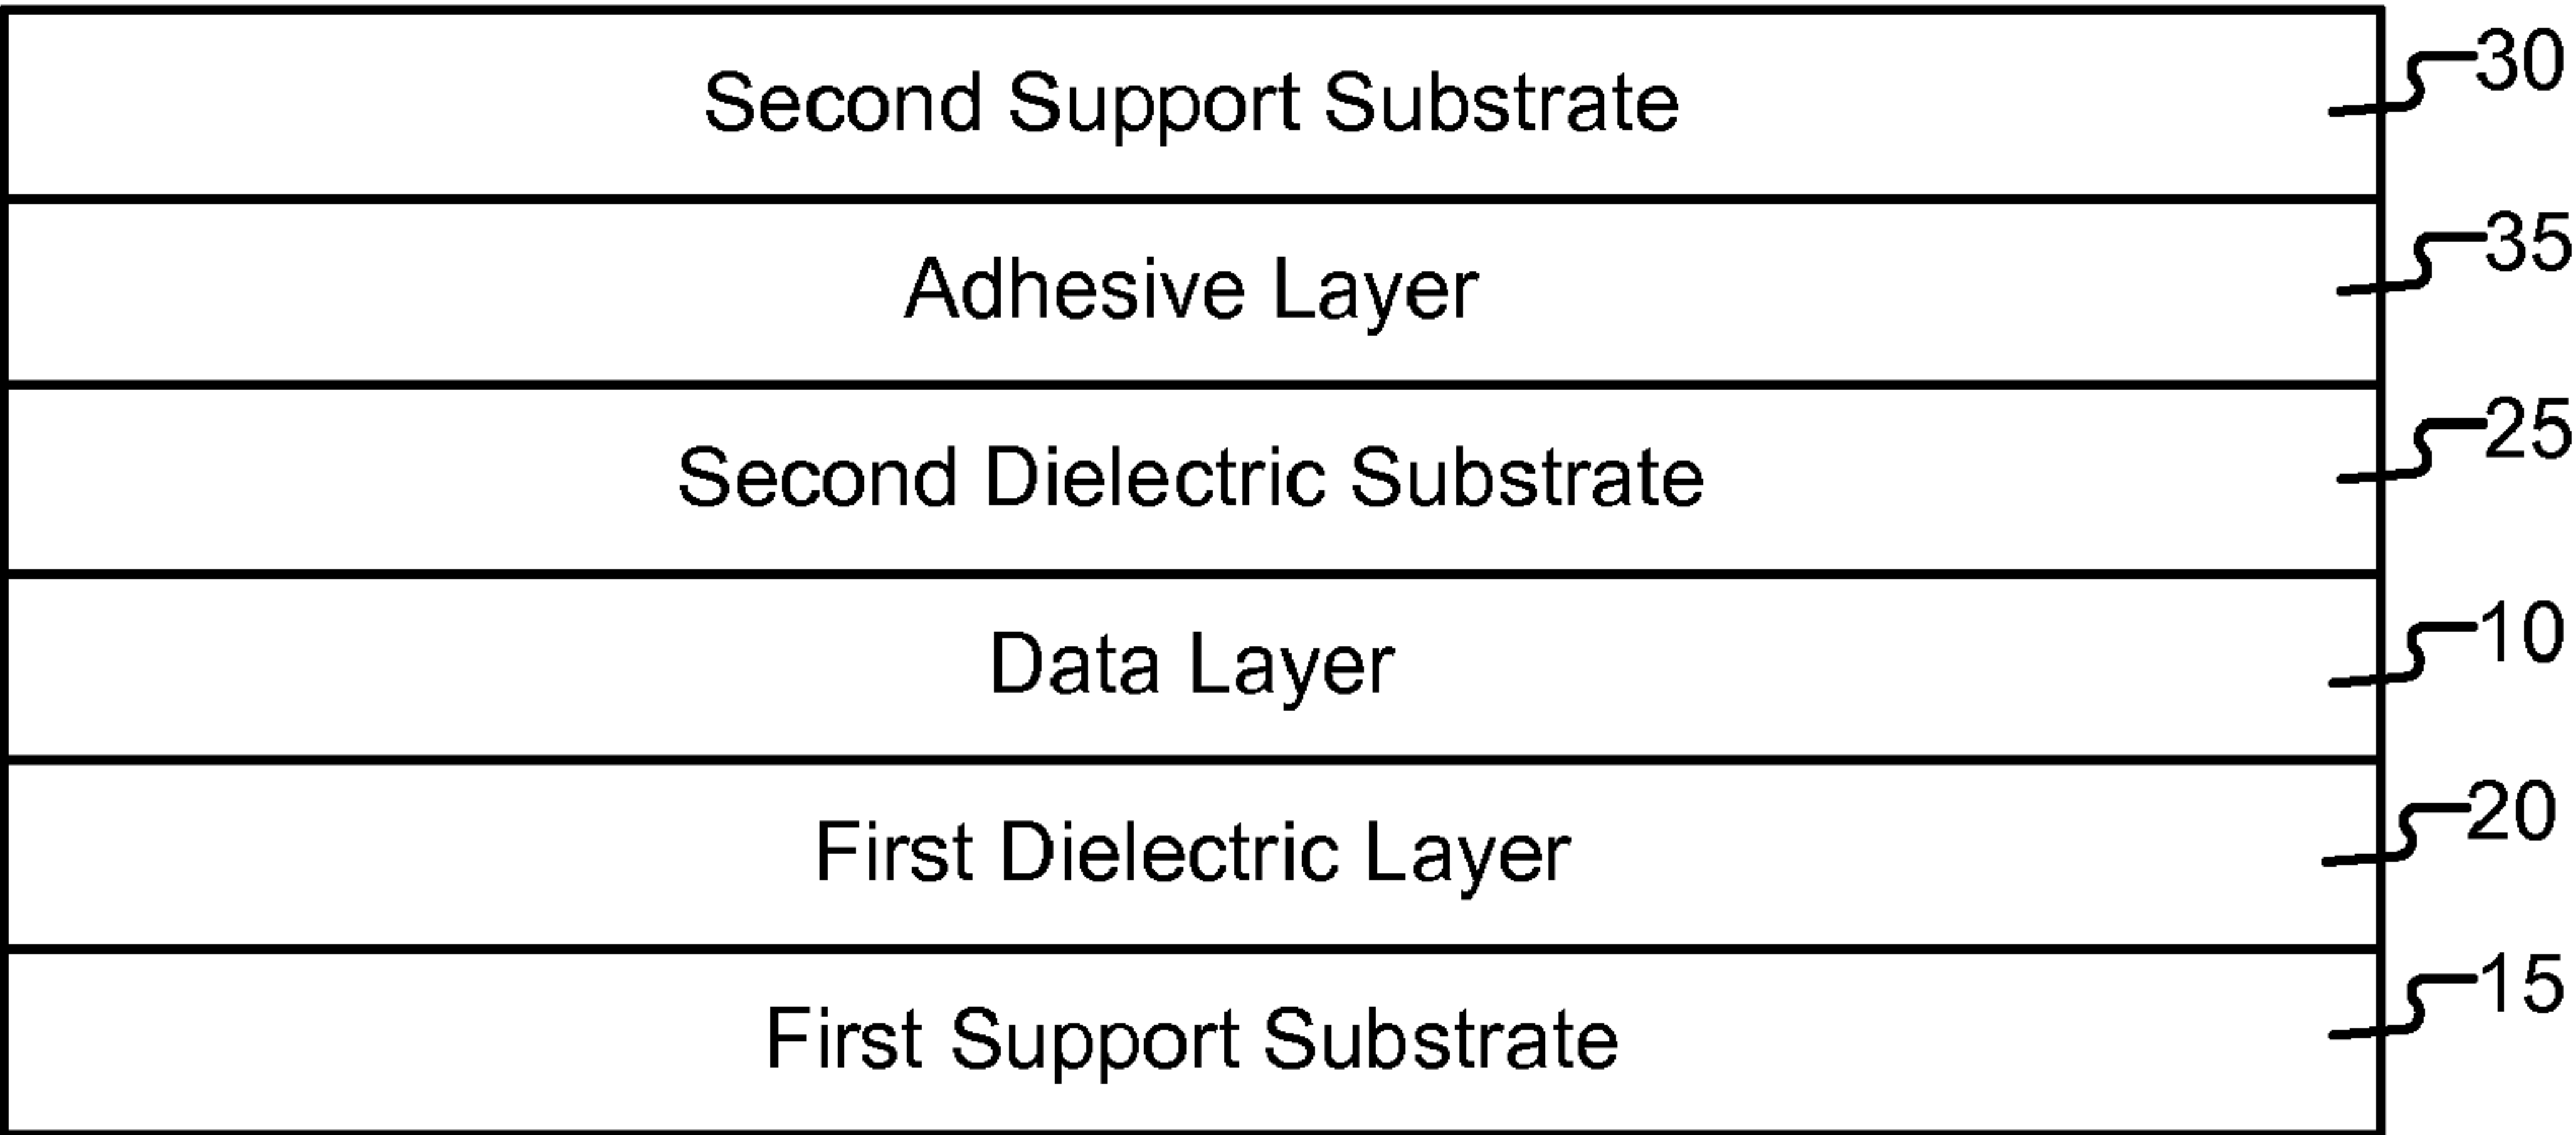 Second Support Substrate 30
Adhesive Layer 35
Second Dielectric Substrate 25
Data Layer 10
First Dielectric Layer 20
First Support Substrate 15